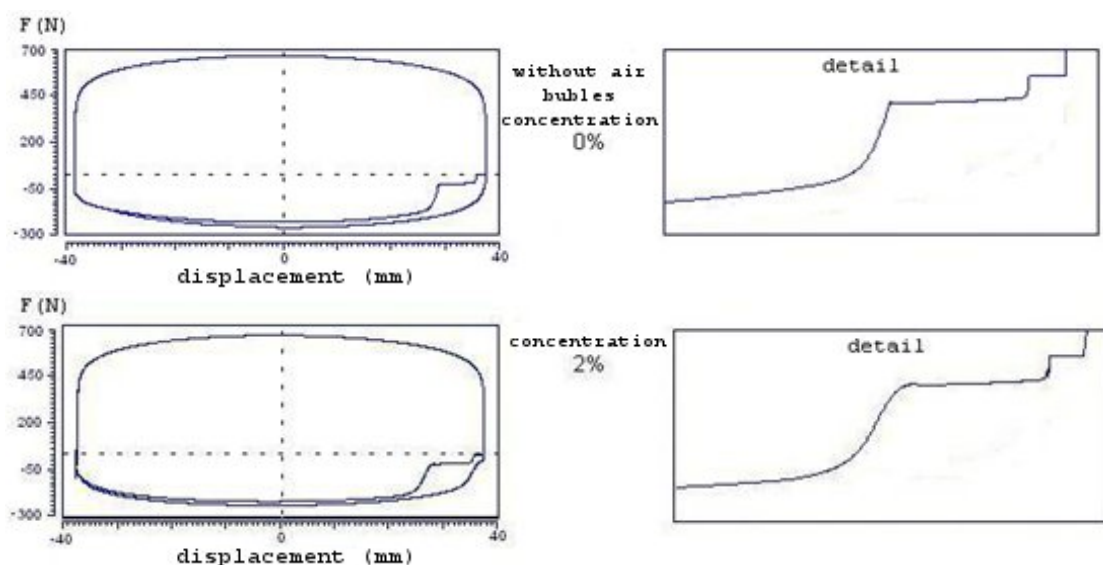 F(N)
700
450
200
-50
-300
-40
0
40
displacement (mm)
without air
bubles
concentration
0%
detail
F(N)
700
450
200
-50
-300
-40
0
40
displacement (mm)
concentration
2%
detail